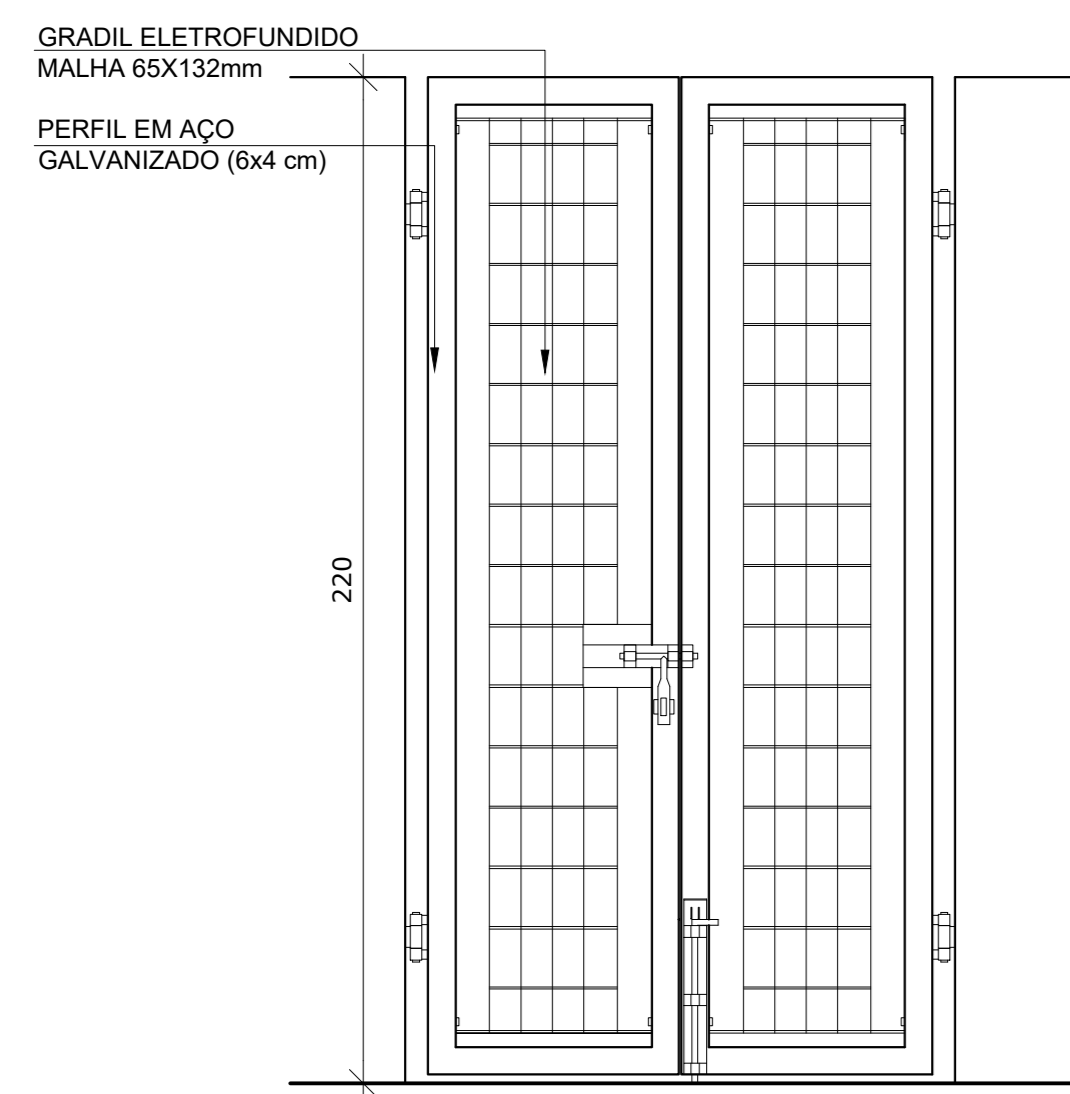 GRADIL ELETROFUNDIDO
MALHA 65X132mm
PERFIL EM AÇO
GALVANIZADO (6x4 cm)
220